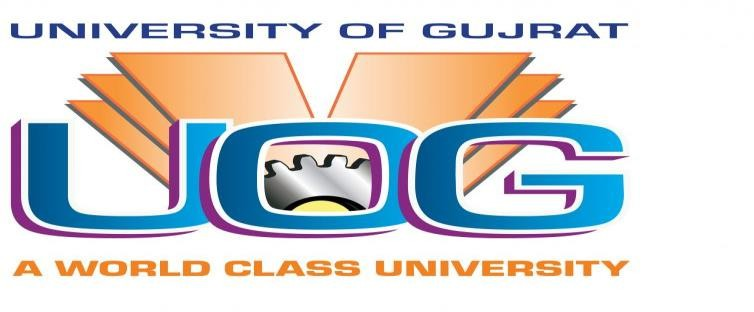 UNIVERSITY OF GUJRAT
UOG
A WORLD CLASS UNIVERSITY